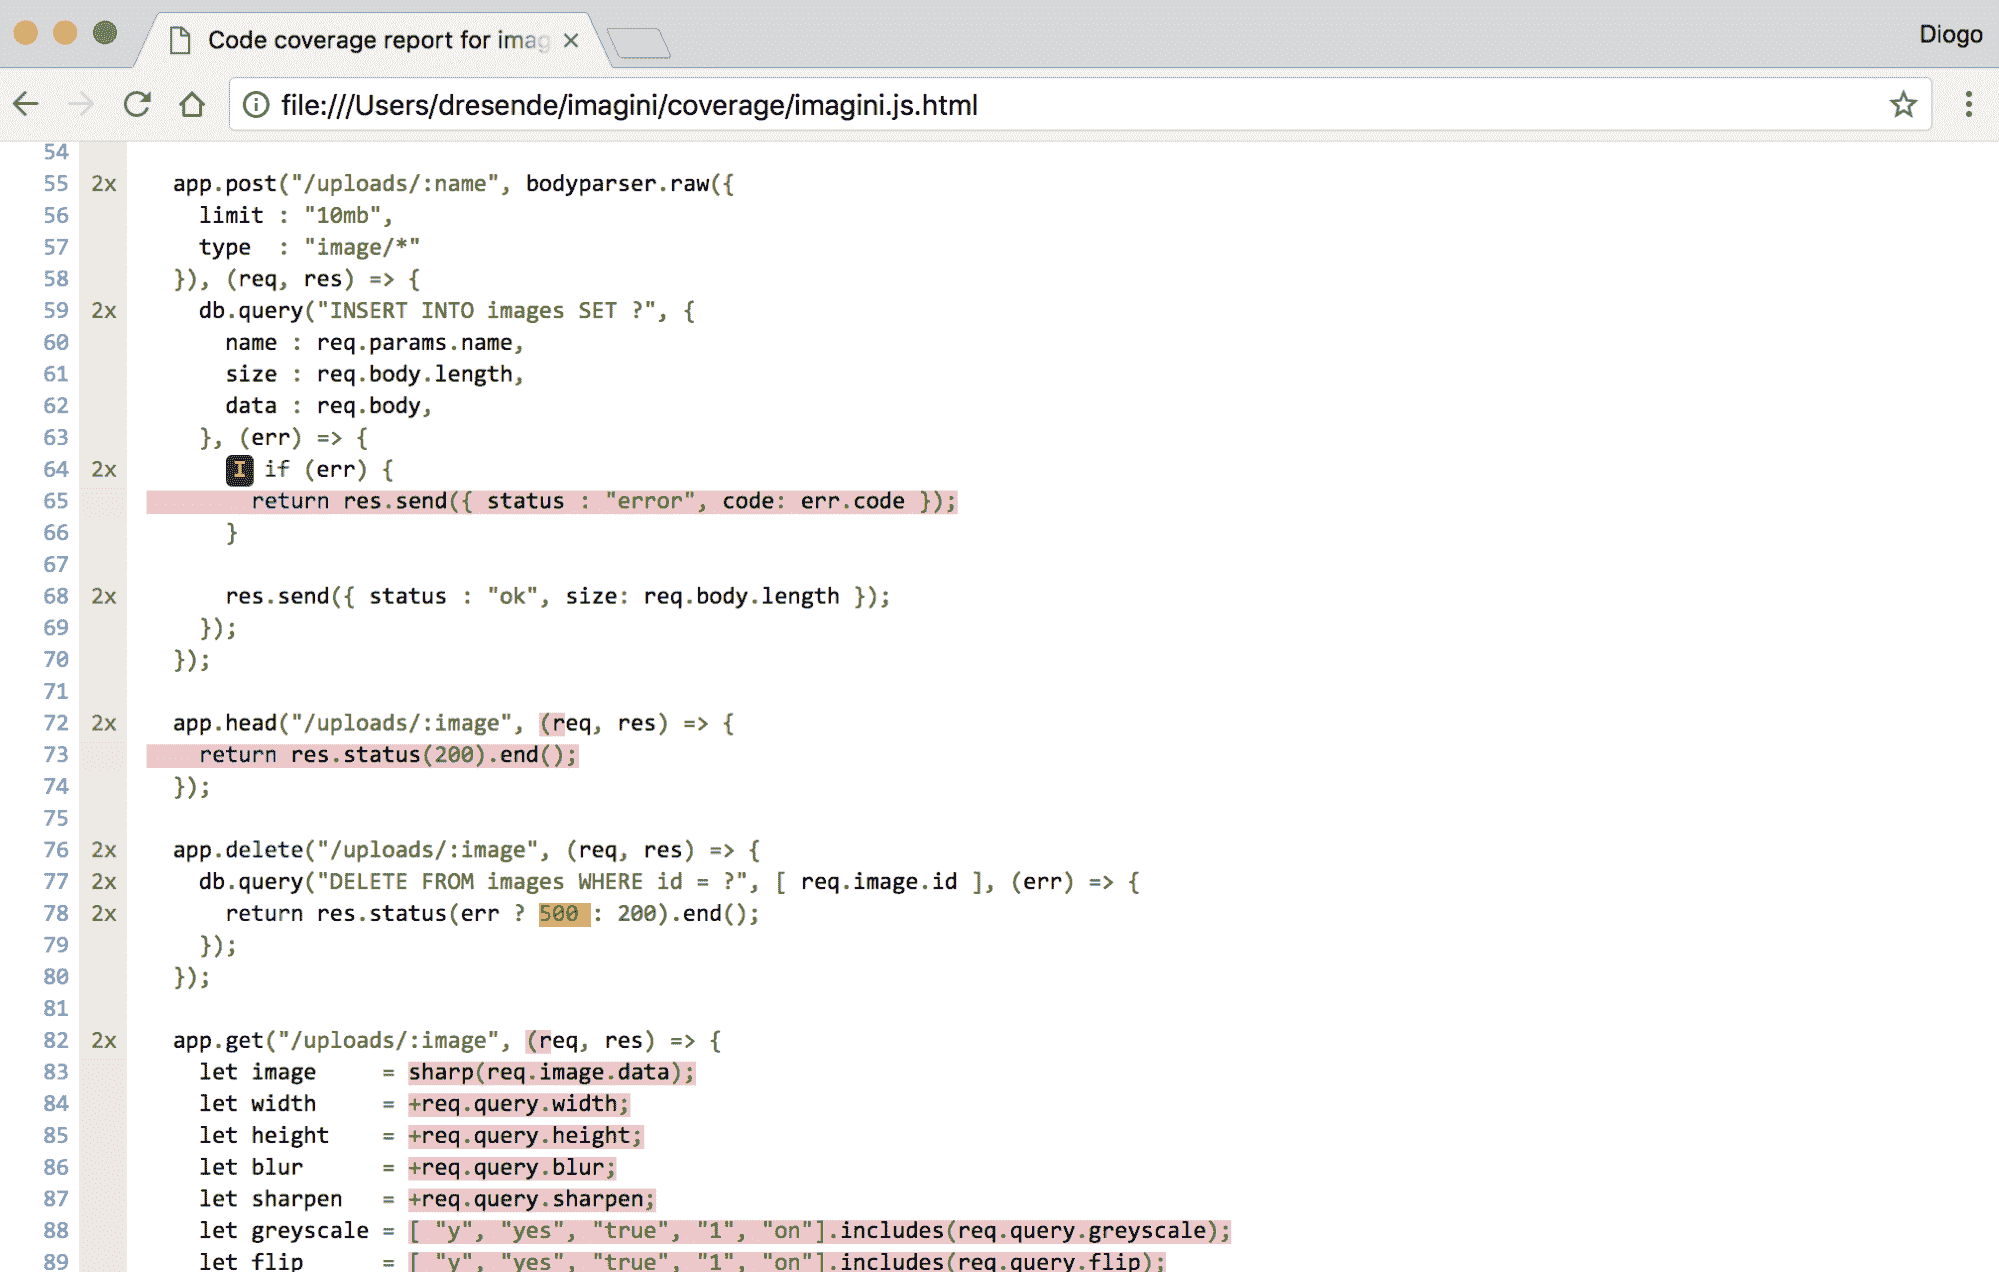 Code coverage report for imag
Diogo
file:///Users/dresende/imagini/coverage/imagini.js.html
54
55 2x app.post("/uploads/:name", bodyparser.raw({
56 limit : "10mb",
57 type  : "image/*"
58 }), (req, res) => {
59 2x db.query("INSERT INTO images SET ?", {
60 name : req.params.name,
61 size : req.body.length,
62 data : req.body,
63 }, (err) => {
64 2x I if (err) {
65 return res.send({ status : "error", code: err.code });
66 }
67
68 2x res.send({ status : "ok", size: req.body.length });
69 });
70 });
71
72 2x app.head("/uploads/:image", (req, res) => {
73 return res.status(200).end();
74 });
75
76 2x app.delete("/uploads/:image", (req, res) => {
77 2x db.query("DELETE FROM images WHERE id = ?", [ req.image.id ], (err) => {
78 2x return res.status(err ? 500 : 200).end();
79 });
80 });
81
82 2x app.get("/uploads/:image", (req, res) => {
83 let image     = sharp(req.image.data);
84 let width     = +req.query.width;
85 let height    = +req.query.height;
86 let blur      = +req.query.blur;
87 let sharpen   = +req.query.sharpen;
88 let greyscale = [ "y", "yes", "true", "1", "on"].includes(req.query.greyscale);
89 let flip      = [ "y", "yes", "true", "1", "on"].includes(req.query.flip);